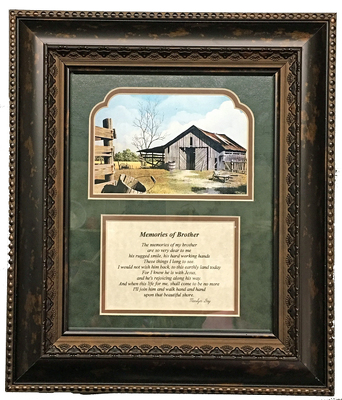 Memories of Brother
The memories of my brother
are so very dear to me
his rugged smile, his hard working hands
These things I long to see.
I would not wish him back, to this earthly land today
For I know he is with Jesus,
and he's rejoicing along his way.
And when this life for me, shall come to be no more
I'll join him and walk hand and hand
upon that beautiful shore.